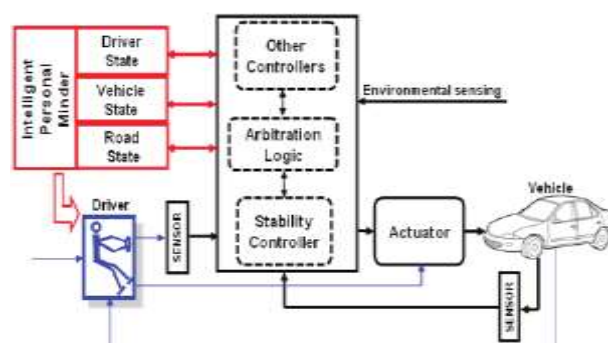 Intelligent
Personal
Minder
Driver
State
Vehicle
State
Road
State
Other
Controllers
Environmental sensing
Arbitration
Logic
Driver
SENSOR
Stability
Controller
Actuator
Vehicle
SENSOR